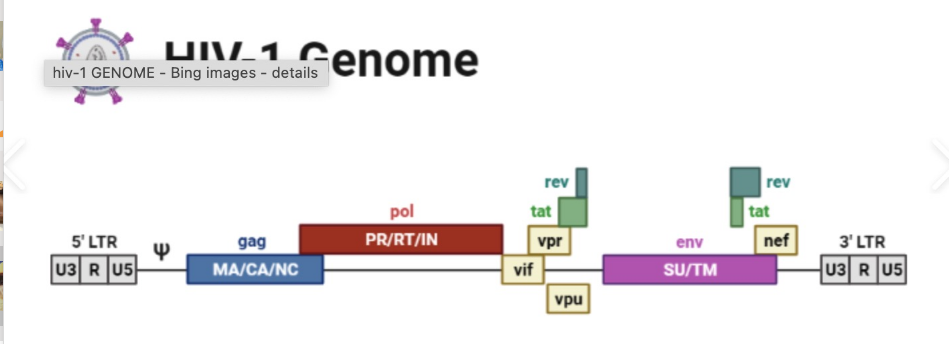 HIV-1 Genome
hiv-1 GENOME - Bing images - details
rev rev
pol tat tat
5' LTR Ψ gag PR/RT/IN vpr env nef 3' LTR
U3 R U5 MA/CA/NC vif SU/TM U3 R U5
vpu